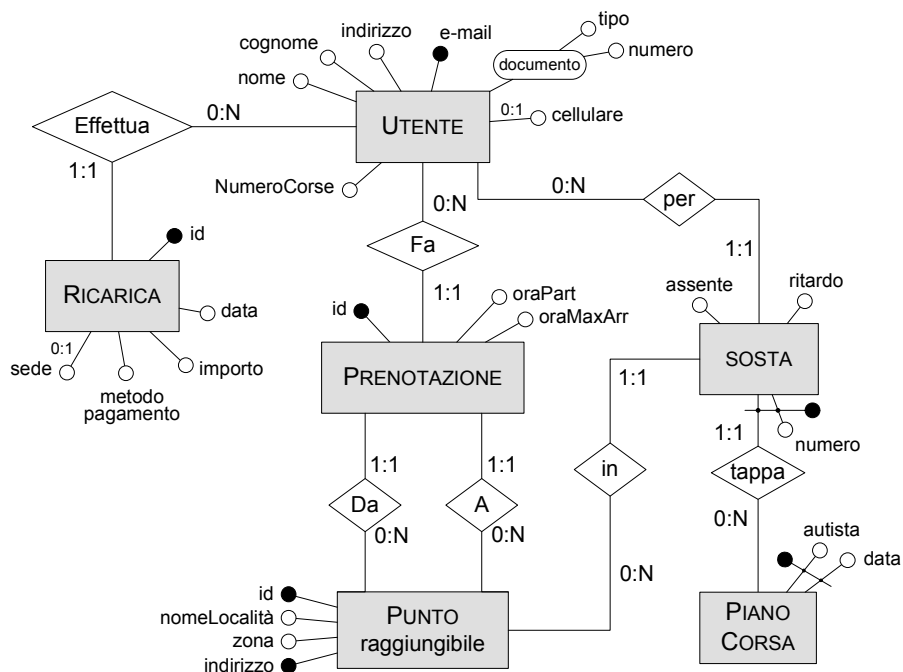 tipo
indirizzo
e-mail
cognome
numero
documento
nome
0:N
0:1
cellulare
Effettua
UTENTE
1:1
NumeroCorse
0:N
0:N
per
Fa
id
1:1
1:1
assente
ritardo
RICARICA
id
oraPart
data
oraMaxArr
0:1
sede
importo
PRENOTAZIONE
1:1
SOSTA
metodo
pagamento
1:1
numero
1:1
1:1
in
tappa
Da
A
0:N
0:N
0:N
autista
id
0:N
data
nomeLocalità
PUNTO
raggiungibile
zona
PIANO
CORSA
indirizzo